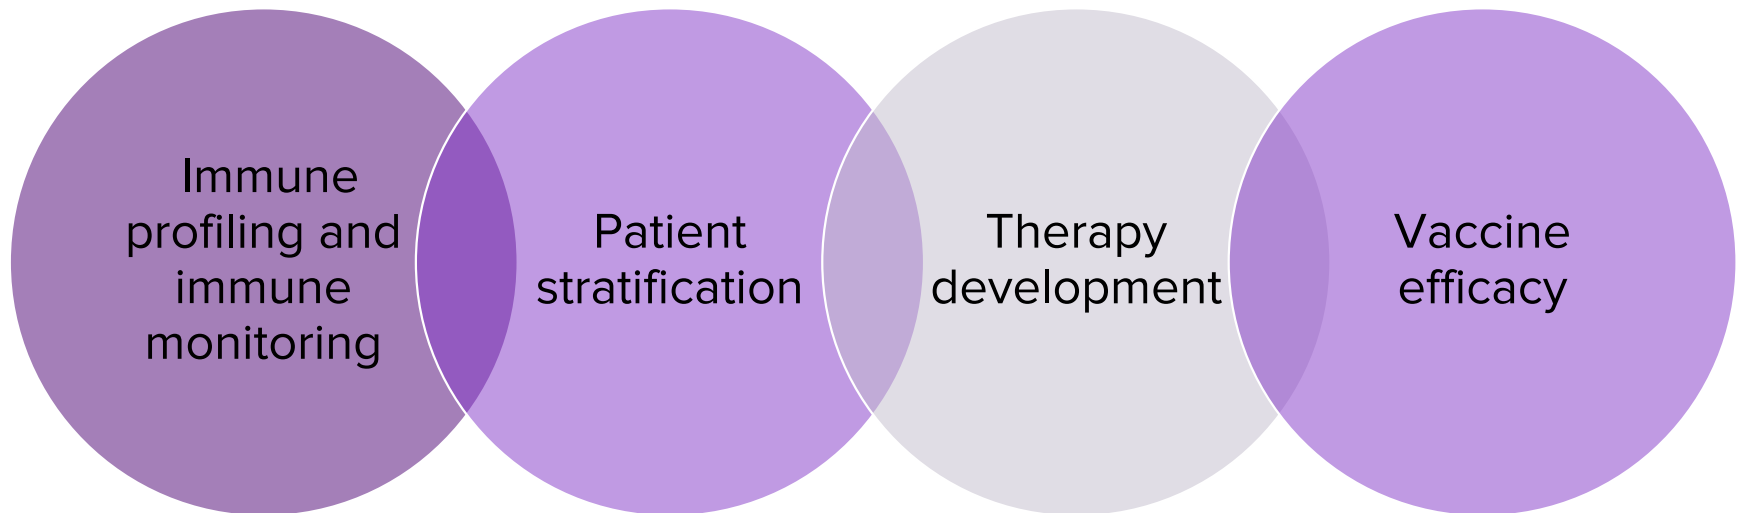 Immune
profiling and
immune
monitoring
Patient
stratification
Therapy
development
Vaccine
efficacy